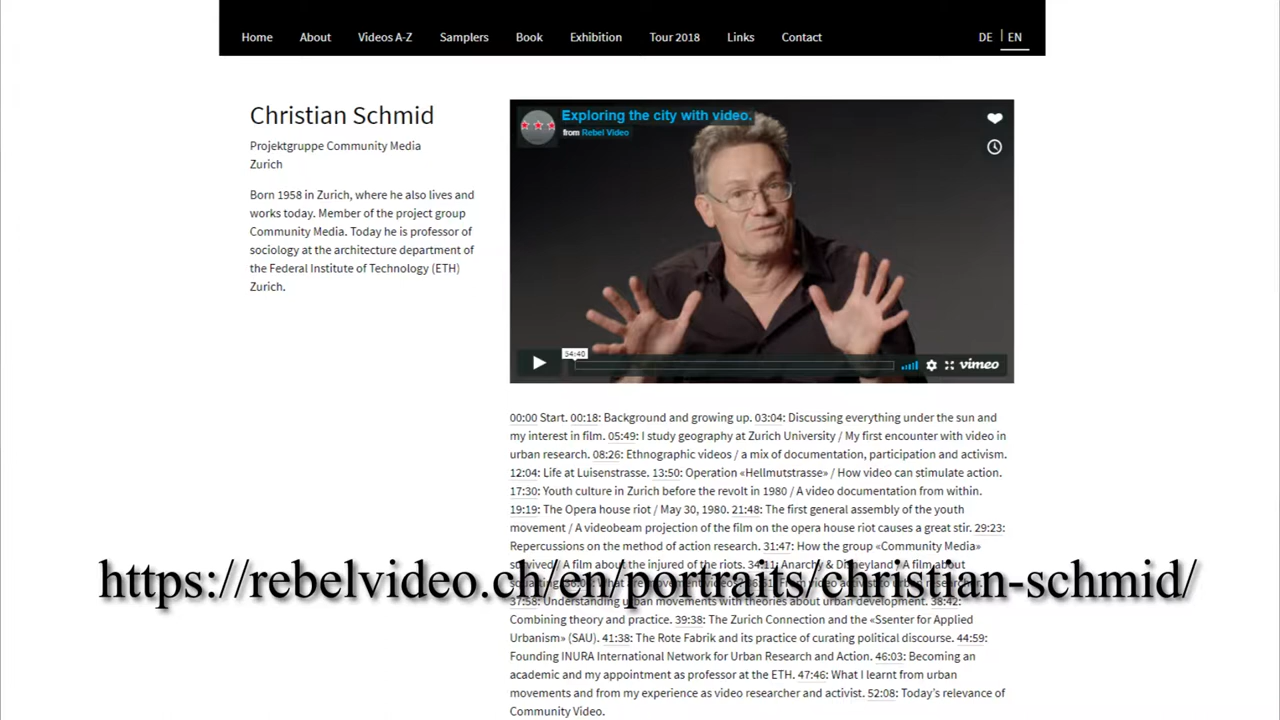 Home About Videos A-Z Samplers Book Exhibition Tour 2018 Links Contact DE | EN
Christian Schmid
Projektgruppe Community Media
Zurich
Born 1958 in Zurich, where he also lives and
works today. Member of the project group
Community Media. Today he is professor of
sociology at the architecture department of
the Federal Institute of Technology (ETH)
Zurich.
Exploring the city with video.
from Rebel Video
54:40
vimeo
00:00 Start. 00:18: Background and growing up. 03:04: Discussing everything under the sun and
my interest in film. 05:49: I study geography at Zurich University / My first encounter with video in
urban research. 08:26: Ethnographic videos / a mix of documentation, participation and activism.
12:04: Life at Luisenstrasse. 13:50: Operation «Hellmutstrasse» / How video can stimulate action.
17:30: Youth culture in Zurich before the revolt in 1980 / A video documentation from within.
19:19: The Opera house riot / May 30, 1980. 21:48: The first general assembly of the youth
movement / A videobeam projection of the film on the opera house riot causes a great stir. 29:23:
Repercussions on the method of action research. 31:47: How the group «Community Media»
survived / A film about the injured of the riots. 34:11: Anarchy & Disneyland / A film about
https://rebelvideo.ch/en/portraits/christian-schmid/
37:58: Understanding urban movements with theories about urban development. 38:42:
Combining theory and practice. 39:38: The Zurich Connection and the «Ssenter for Applied
Urbanism» (SAU). 41:38: The Rote Fabrik and its practice of curating political discourse. 44:59:
Founding INURA International Network for Urban Research and Action. 46:03: Becoming an
academic and my appointment as professor at the ETH. 47:46: What I learnt from urban
movements and from my experience as video researcher and activist. 52:08: Today's relevance of
Community Video.